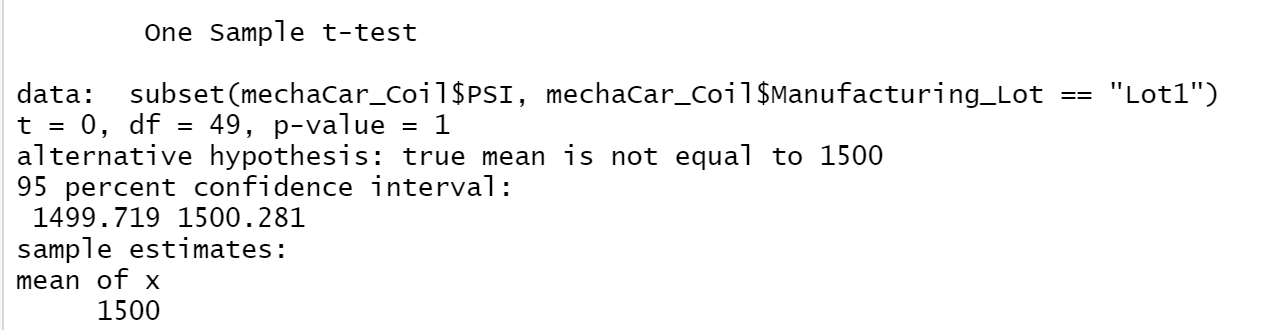 One Sample t-test
data:  subset(mechaCar_Coil$PSI, mechaCar_Coil$Manufacturing_Lot == "Lot1")
t = 0, df = 49, p-value = 1
alternative hypothesis: true mean is not equal to 1500
95 percent confidence interval:
1499.719 1500.281
sample estimates:
mean of x
1500